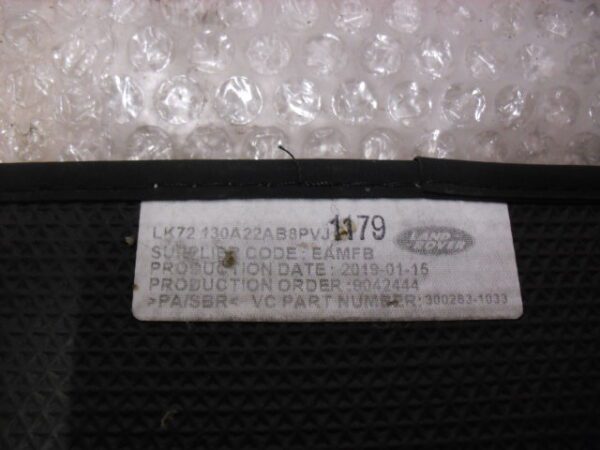 LK72 130A22AB8PVJ 1179
LAND
ROVER
SUPPLIER CODE : EAMFB
PRODUCTION DATE : 2019-01-15
PRODUCTION ORDER :9042444
>PA/SBR< VC PART NUMBER: 300283-1033